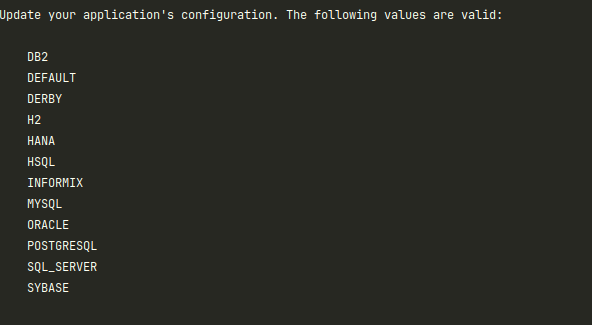 Update your application's configuration. The following values are valid:
DB2
DEFAULT
DERBY
H2
HANA
HSQL
INFORMIX
MYSQL
ORACLE
POSTGRESQL
SQL_SERVER
SYBASE